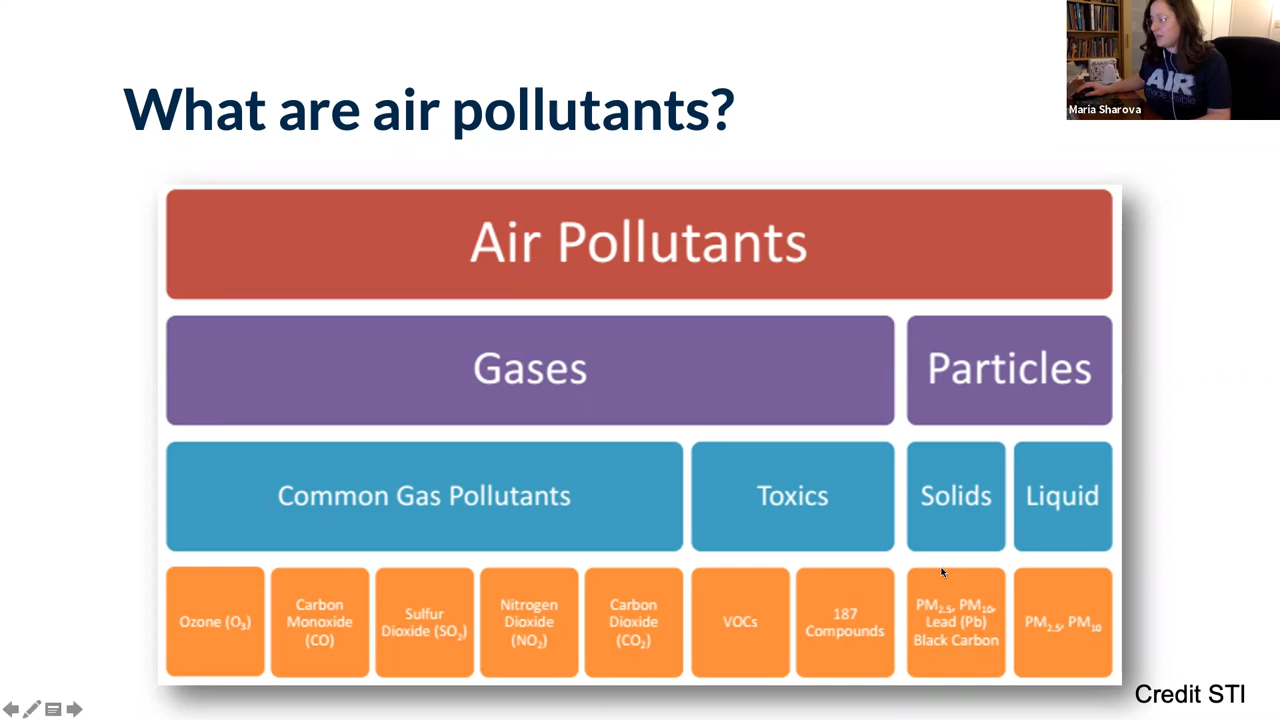 What are air pollutants?
AIR
Maria Sharova
Air Pollutants
Gases
Particles
Common Gas Pollutants
Toxics
Solids
Liquid
Ozone (O₃)
Carbon
Monoxide
(CO)
Sulfur
Dioxide (SO₂)
Nitrogen
Dioxide
(NO₂)
Carbon
Dioxide
(CO₂)
VOCs
187
Compounds
PM₂.₅, PM₁₀,
Lead (Pb)
Black Carbon
PM₂.₅, PM₁₀
Credit STI